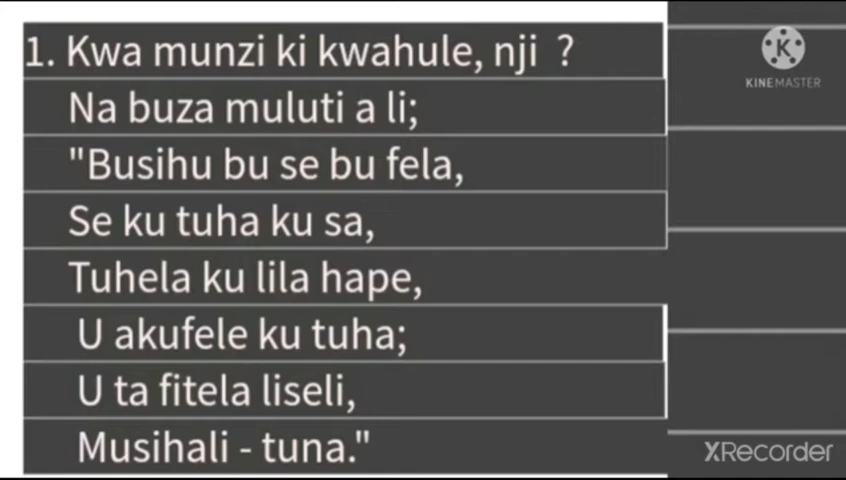 1. Kwa munzi ki kwahule, nji ?
Na buza muluti a li;
"Busihu bu se bu fela,
Se ku tuha ku sa,
Tuhela ku lila hape,
U akufele ku tuha;
U ta fitela liseli,
Musihali - tuna."
KINEMASTER
XRecorder